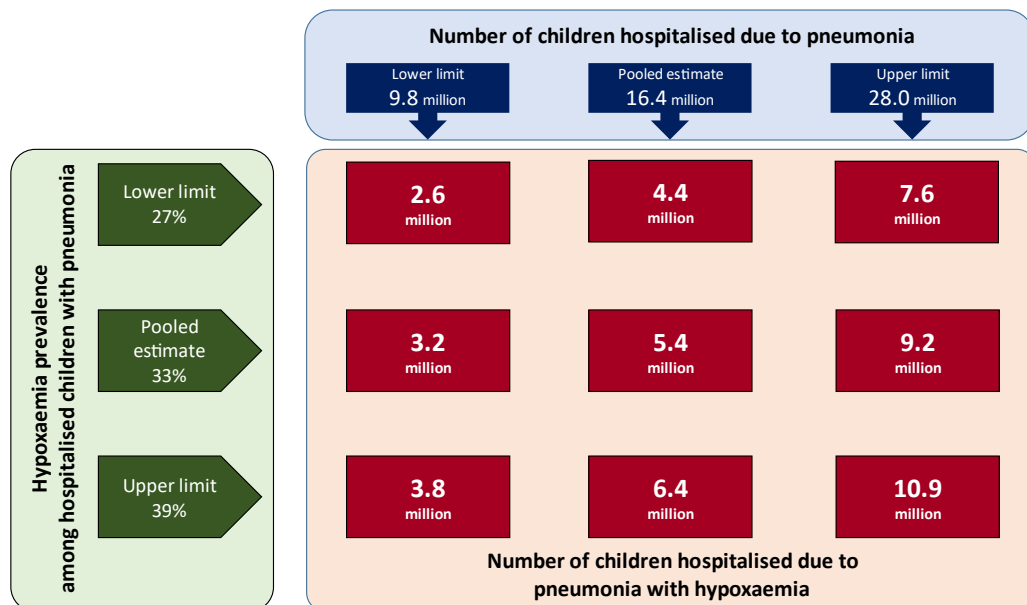 Number of children hospitalised due to pneumonia
Lower limit
9.8 million
Pooled estimate
16.4 million
Upper limit
28.0 million
Hypoxaemia prevalence
among hospitalised children with pneumonia
Lower limit
27%
2.6
million
4.4
million
7.6
million
Pooled
estimate
33%
3.2
million
5.4
million
9.2
million
Upper limit
39%
3.8
million
6.4
million
10.9
million
Number of children hospitalised due to
pneumonia with hypoxaemia